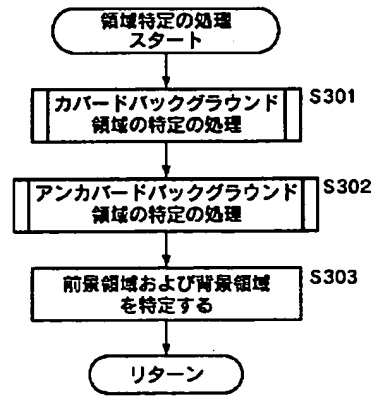 領域特定の処理
スタート
カバードバックグラウンド
領域の特定の処理
S301
アンカバードバックグラウンド
領域の特定の処理
S302
前景領域および背景領域
を特定する
S303
リターン